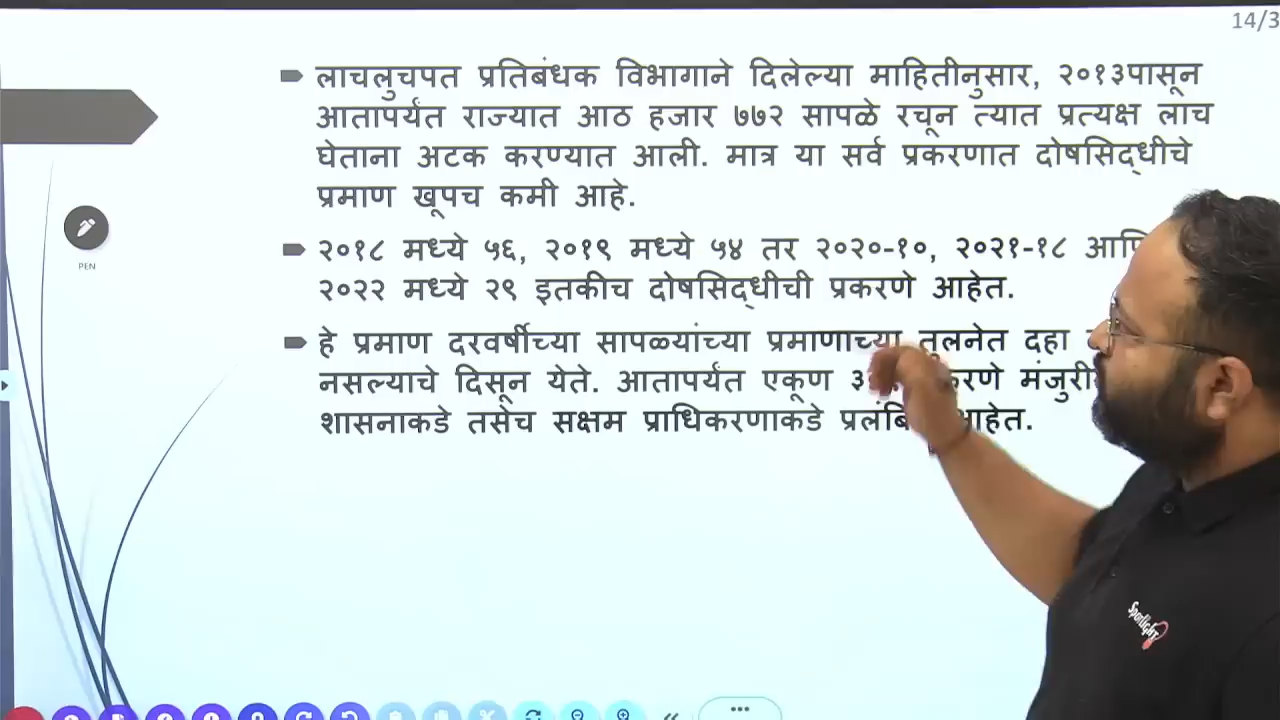 14/3
लाचलुचपत प्रतिबंधक विभागाने दिलेल्या माहितीनुसार, २०१३पासून
आतापर्यंत राज्यात आठ हजार ७७२ सापळे रचून त्यात प्रत्यक्ष लाच
घेताना अटक करण्यात आली. मात्र या सर्व प्रकरणात दोषसिद्धीचे
प्रमाण खूपच कमी आहे.
PEN
२०१८ मध्ये ५६, २०१९ मध्ये ५४ तर २०२०-१०, २०२१-१८
२०२२ मध्ये २९ इतकीच दोषसिद्धीची प्रकरणे आहेत.
हे प्रमाण दरवर्षीच्या सापळ्यांच्या प्रमाणाच्या तूलनेत दहा
नसल्याचे दिसून येते. आतापर्यंत एकूण
शासनाकडे तसेच सक्षम प्राधिकरणाकडे आहेत.
Spotlight